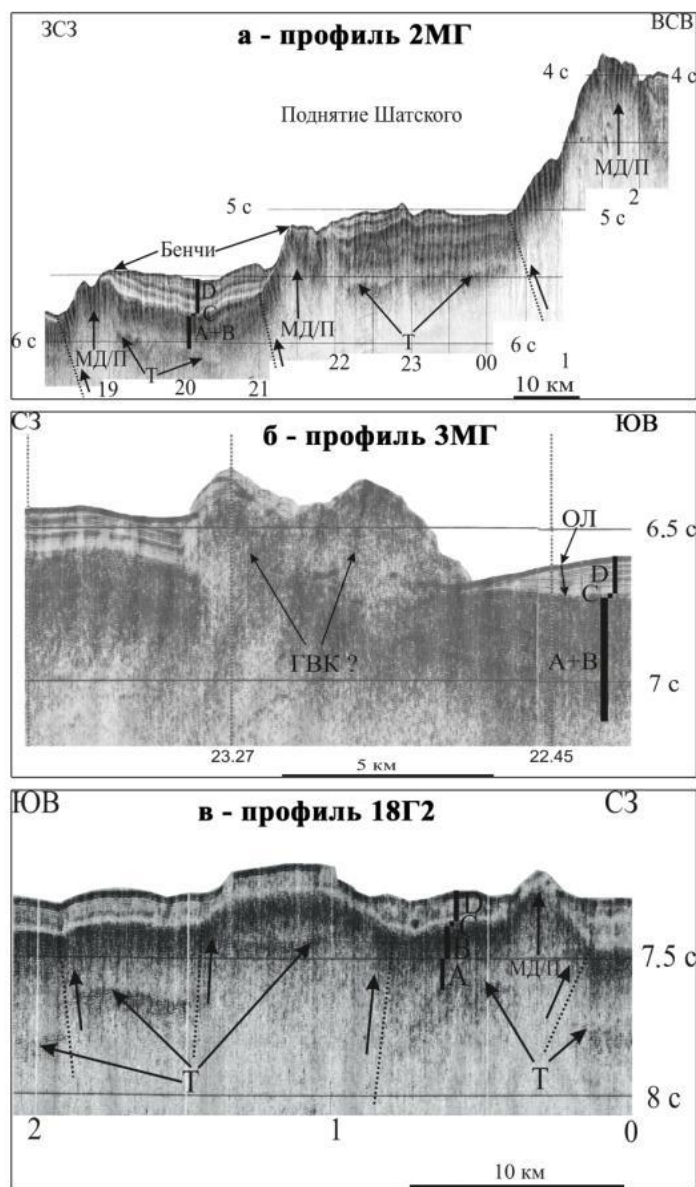 ЗСЗ
ВСВ
а - профиль 2МГ
4 с
4 с
Поднятие Шатского
МД/П
2
5 с
5 с
Бенчи
D
C
A+B
6 с
МД/П
Т
МД/П
Т
6 с
19
20
21
22
23
00
1
10 км
СЗ
б - профиль 3МГ
ЮВ
6.5 с
ОЛ
D
C
A+B
ГВК ?
7 с
23.27
22.45
5 км
ЮВ
в - профиль 18Г2
СЗ
D
C
B
A
МД/П
7.5 с
Т
Т
8 с
2
1
0
10 км